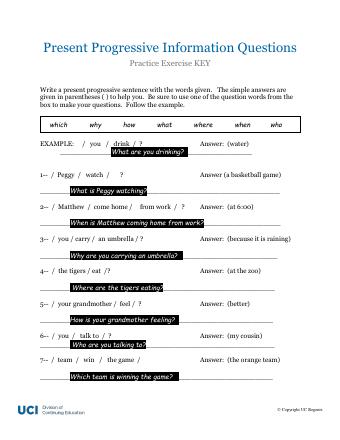 Present Progressive Information Questions
Practice Exercise KEY
Write a present progressive sentence with the words given. The simple answers are
given in parentheses ( ) to help you. Be sure to use one of the question words from the
box to make your questions. Follow the example.
which why how what where when who
EXAMPLE: / you / drink / ? Answer: (water)
What are you drinking?
1-- / Peggy / watch / ? Answer (a basketball game)
What is Peggy watching?
2-- / Matthew / come home / from work / ? Answer: (at 6:00)
When is Matthew coming home from work?
3-- / you / carry / an umbrella / ? Answer: (because it is raining)
Why are you carrying an umbrella?
4-- / the tigers / eat / ? Answer: (at the zoo)
Where are the tigers eating?
5-- / your grandmother / feel / ? Answer: (better)
How is your grandmother feeling?
6-- / you / talk to / ? Answer: (my cousin)
Who are you talking to?
7-- / team / win / the game / Answer: (the orange team)
Which team is winning the game?
UCI Division of
Continuing Education
© Copyright UC Regents